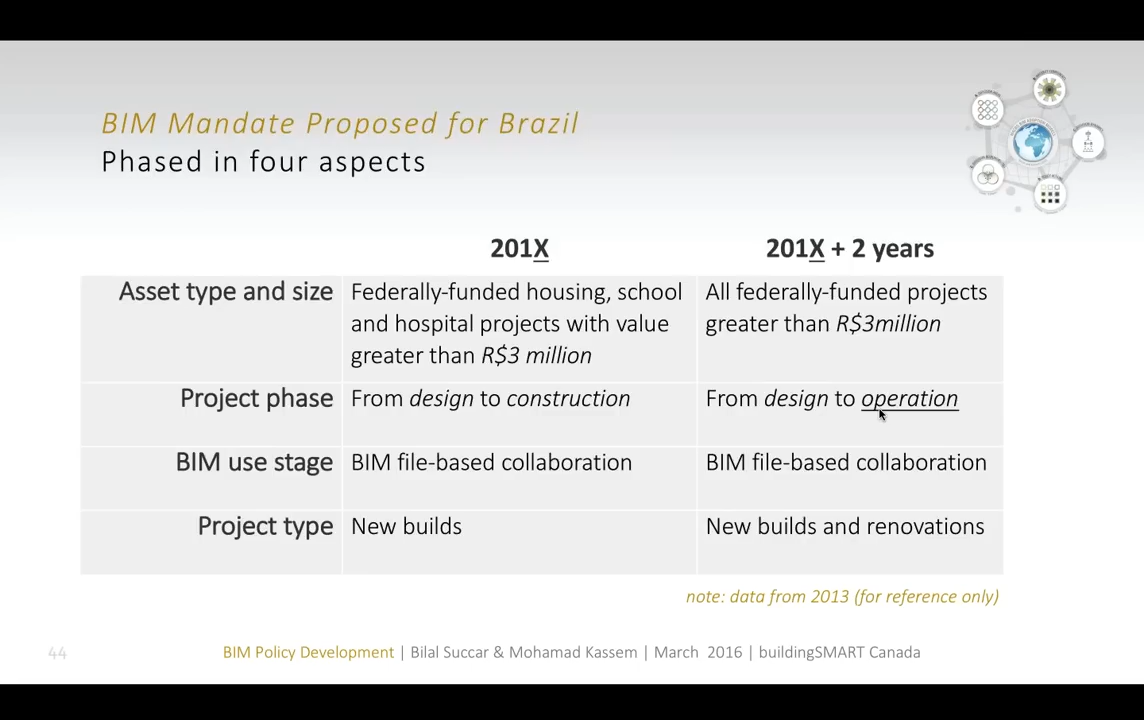 BIM Mandate Proposed for Brazil
Phased in four aspects
201X
201X + 2 years
Asset type and size
Federally-funded housing, school
and hospital projects with value
greater than R$3 million
All federally-funded projects
greater than R$3million
Project phase
From design to construction
From design to operation
BIM use stage
BIM file-based collaboration
BIM file-based collaboration
Project type
New builds
New builds and renovations
note: data from 2013 (for reference only)
44
BIM Policy Development | Bilal Succar & Mohamad Kassem | March 2016 | buildingSMART Canada